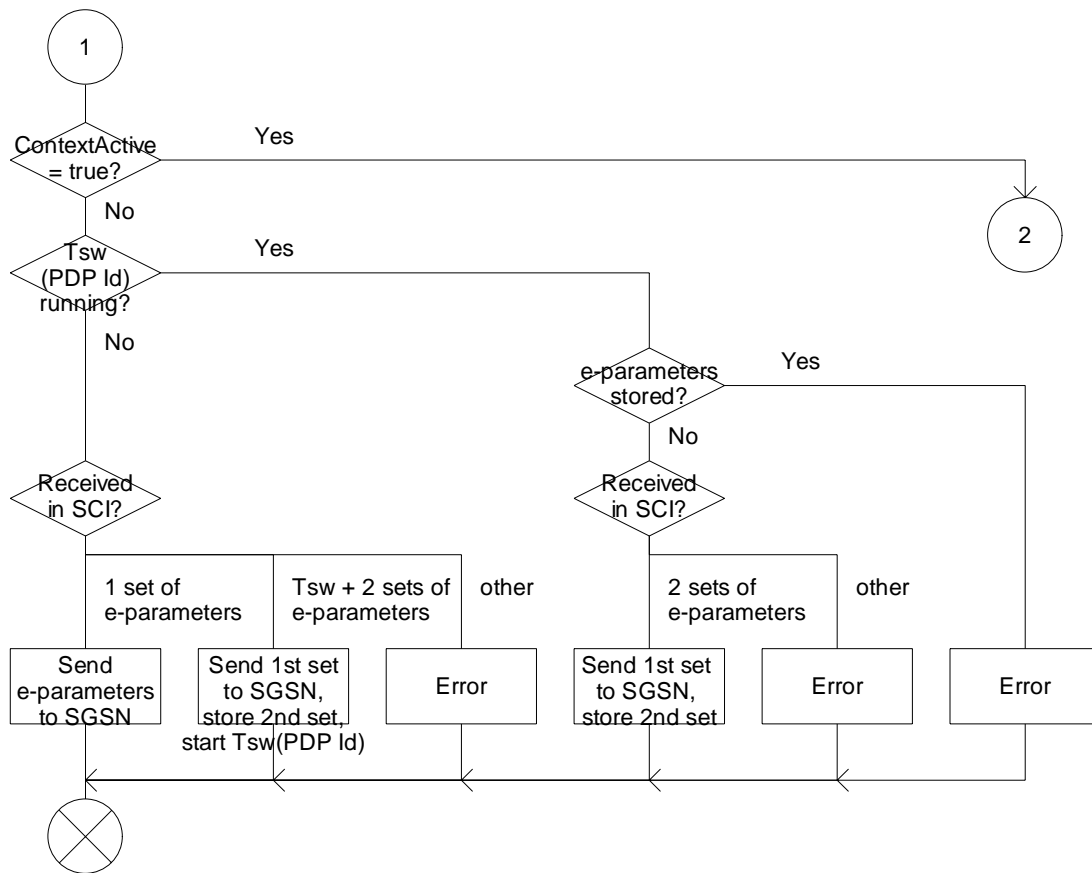 1
ContextActive
= true?
Yes
No
2
Tsw
(PDP Id)
running?
Yes
No
e-parameters
stored?
Yes
No
Received
in SCI?
Received
in SCI?
1 set of
e-parameters
Tsw + 2 sets of
e-parameters
other
2 sets of
e-parameters
other
Send
e-parameters
to SGSN
Send 1st set
to SGSN,
store 2nd set,
start Tsw(PDP Id)
Error
Send 1st set
to SGSN,
store 2nd set
Error
Error